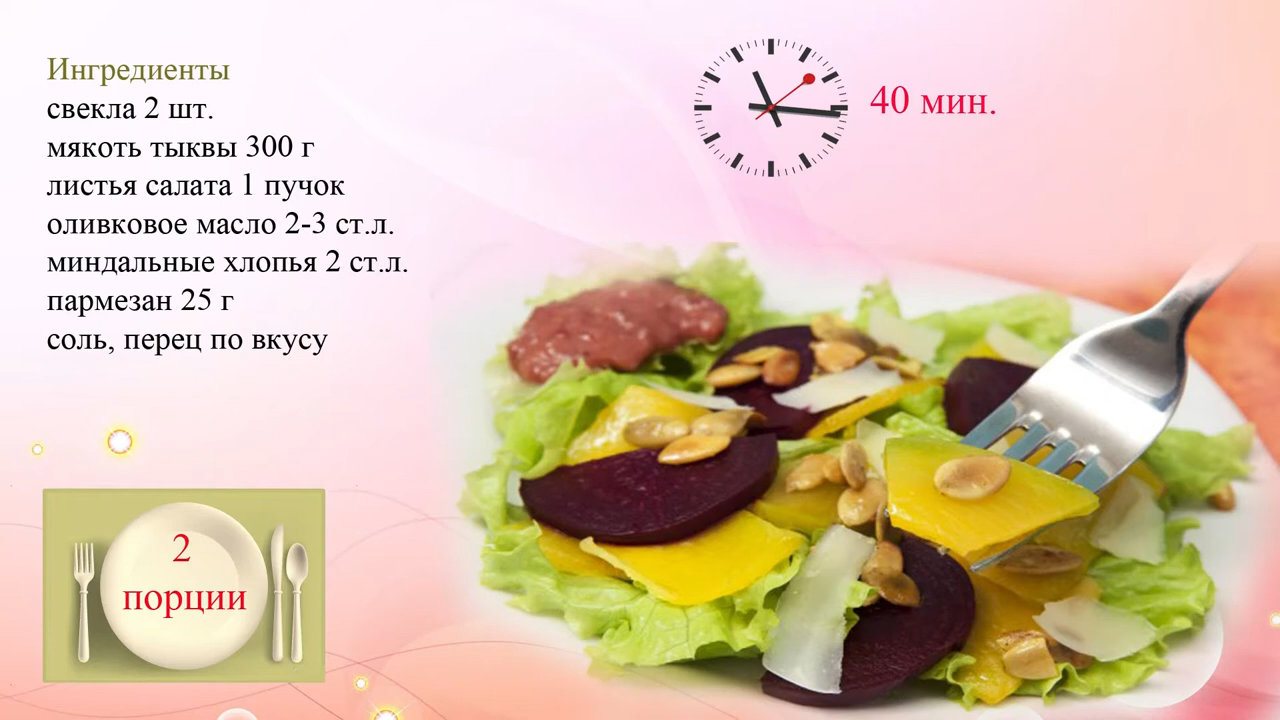 Ингредиенты
свекла 2 шт.
мякоть тыквы 300 г
листья салата 1 пучок
оливковое масло 2-3 ст.л.
миндальные хлопья 2 ст.л.
пармезан 25 г
соль, перец по вкусу
40 мин.
2
порции